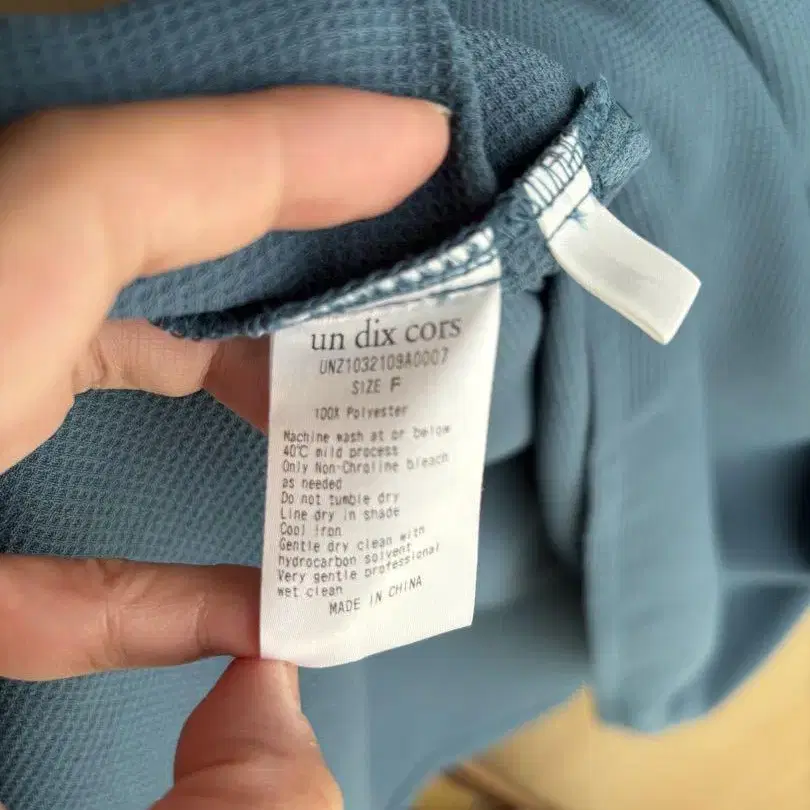 un dix cors
UNZ1032109A0007
SIZE F
100% Polyester
Machine wash at or below
40℃ mild process
Only Non-Chroline bleach
as needed
Do not tumble dry
Line dry in shade
Cool iron
Gentle dry clean with
hydrocarbon solvent
Very gentle professional
wet clean
MADE IN CHINA